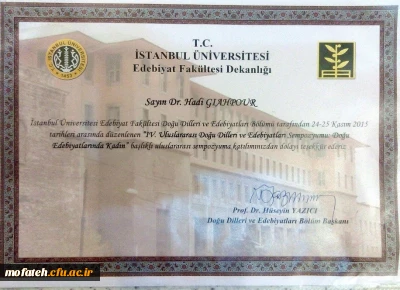 T.C.
İSTANBUL ÜNİVERSİTESİ
Edebiyat Fakültesi Dekanlığı
Sayın Dr. Hadi GIAHPOUR
İstanbul Üniversitesi Edebiyat Fakültesi Doğu Dilleri ve Edebiyatları Bölümü tarafından 24-25 Kasım 2015
tarihleri arasında düzenlenen "IV. Uluslararası Doğu Dilleri ve Edebiyatları Sempozyumu: Doğu
Edebiyatlarında Kadın" başlıklı uluslararası sempozyuma katılımınızdan dolayı teşekkür ederiz
Prof. Dr. Hüseyin YAZICI
Doğu Dilleri ve Edebiyatları Bölüm Başkanı
mofateh.cfu.ac.ir